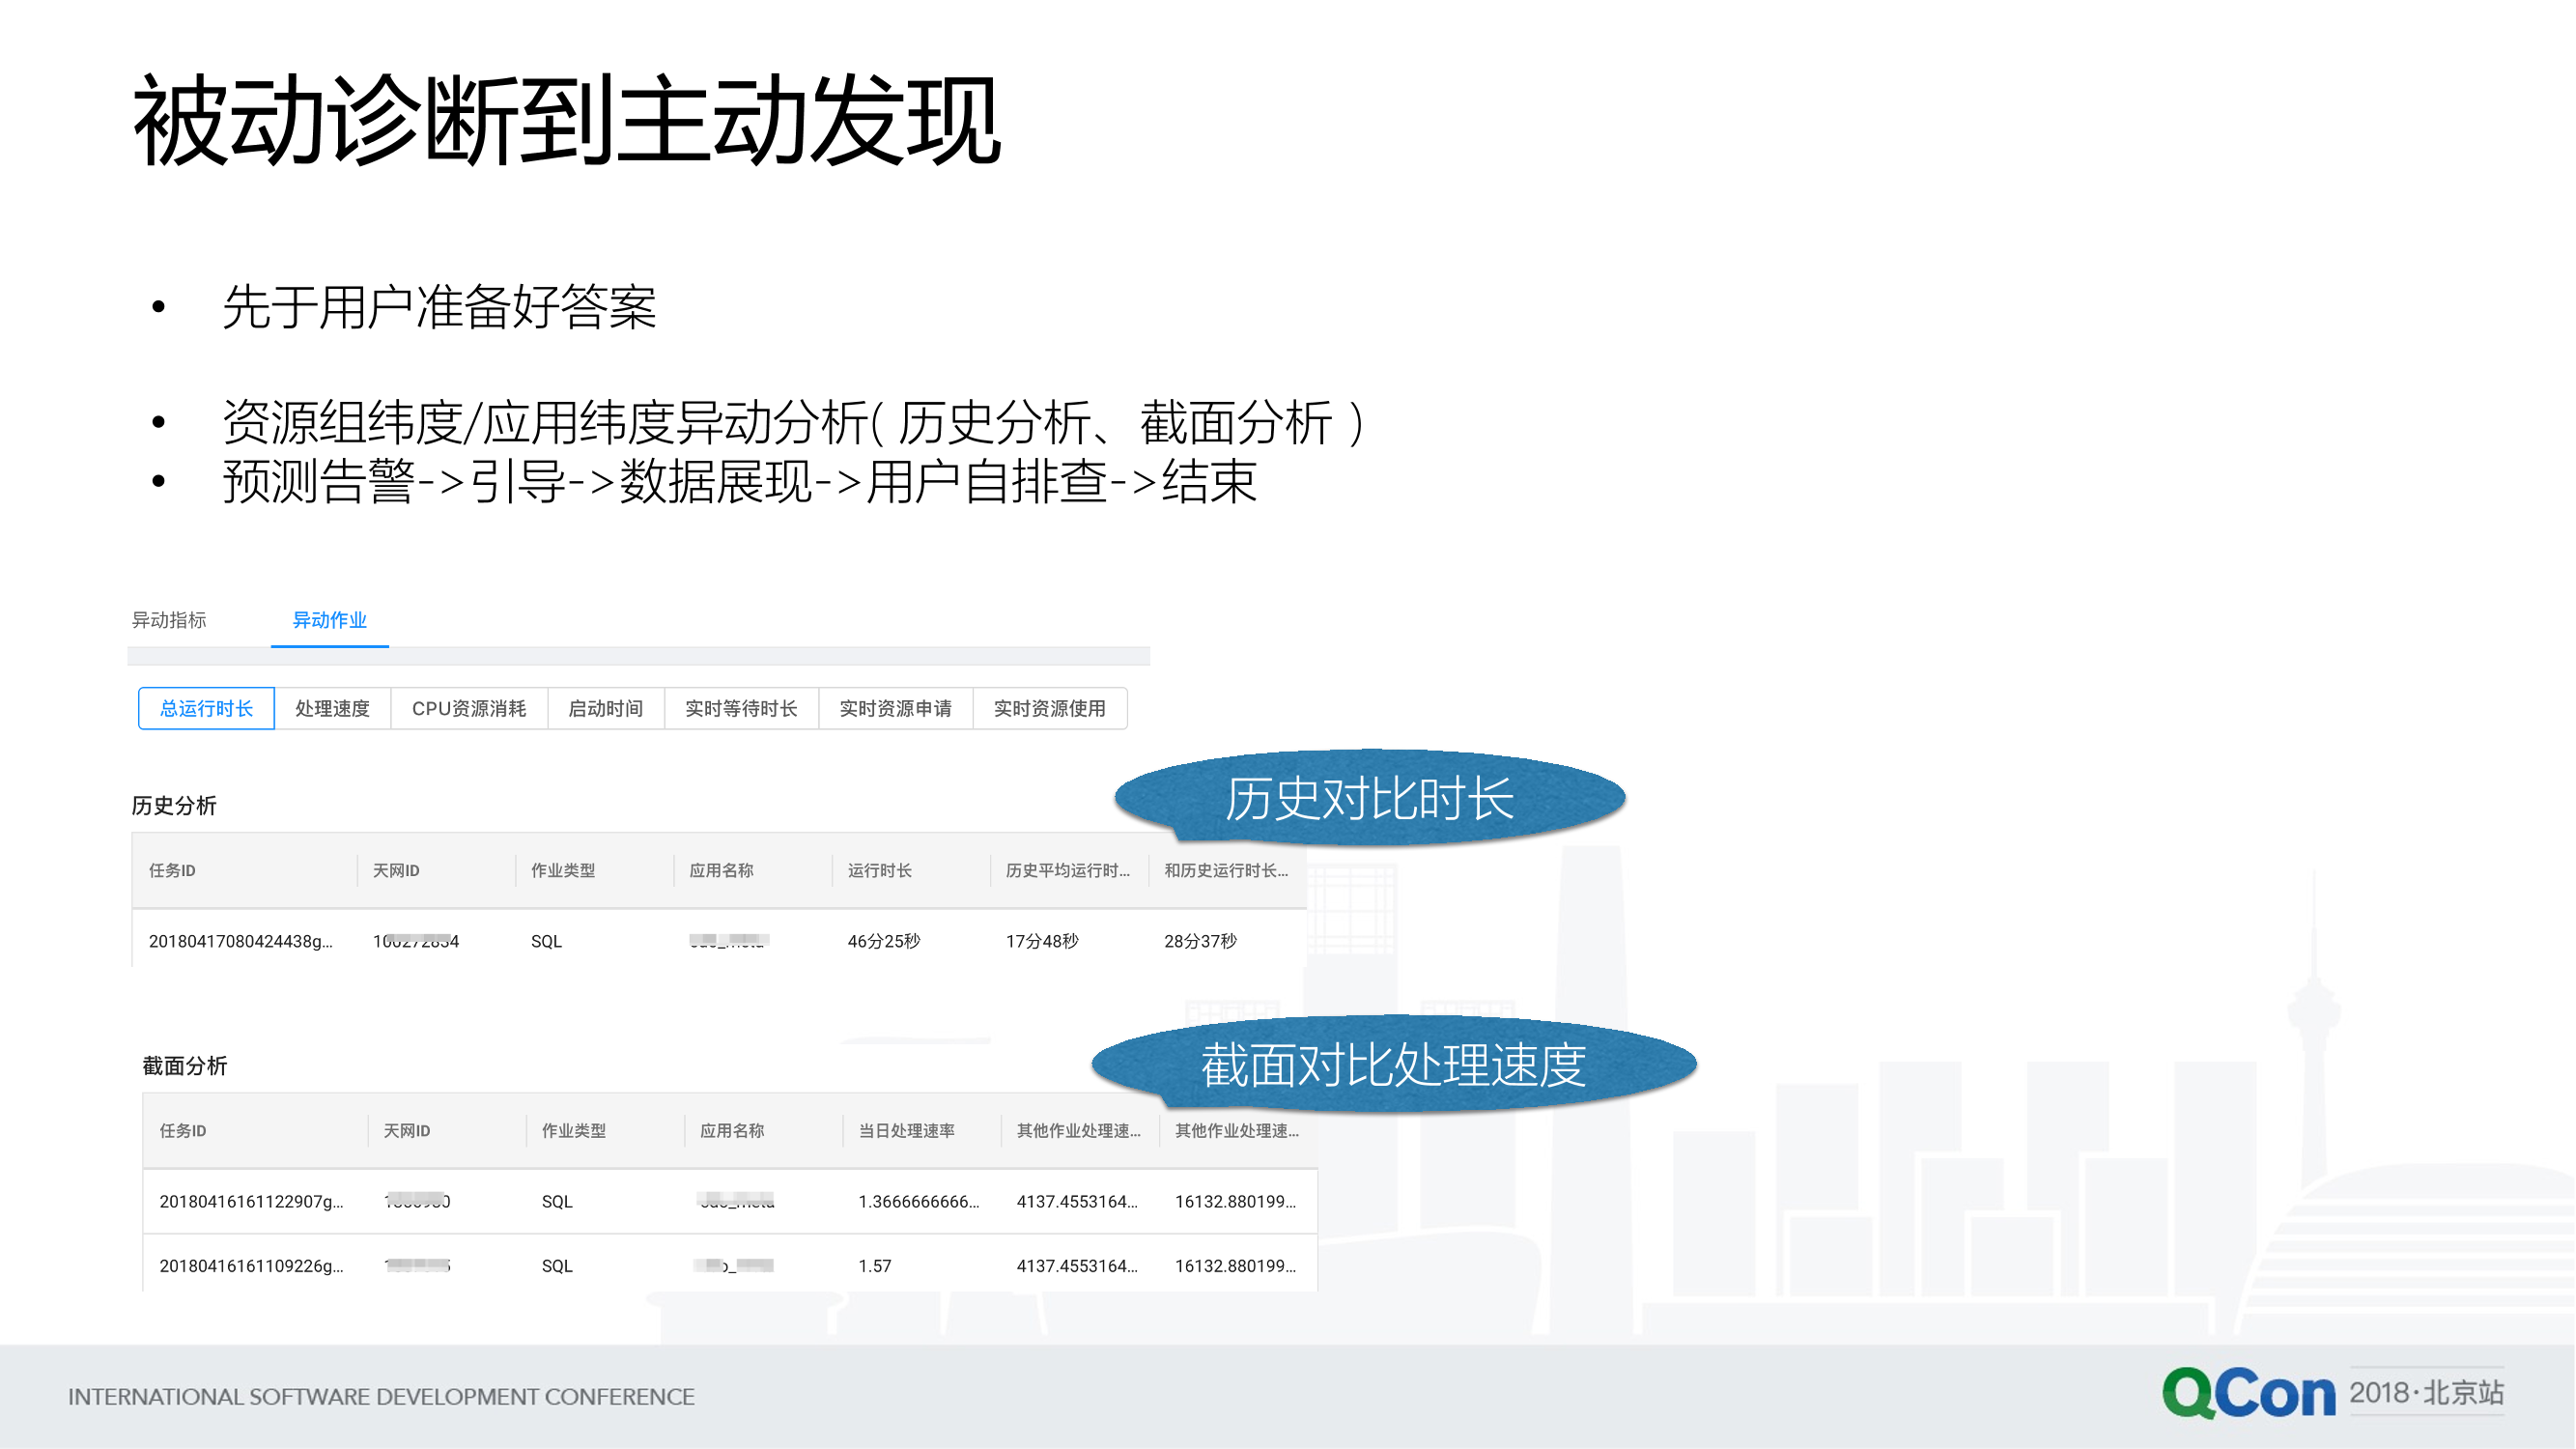 被动诊断到主动发现
• 先于用户准备好答案
• 资源组纬度/应用纬度异动分析( 历史分析、截面分析 )
• 预测告警->引导->数据展现->用户自排查->结束
异动指标 异动作业
总运行时长 处理速度 CPU资源消耗 启动时间 实时等待时长 实时资源申请 实时资源使用
历史对比时长
历史分析
任务ID 天网ID 作业类型 应用名称 运行时长 历史平均运行时... 和历史运行时长...
20180417080424438g... SQL 46分25秒 17分48秒 28分37秒
截面对比处理速度
截面分析
任务ID 天网ID 作业类型 应用名称 当日处理速率 其他作业处理速... 其他作业处理速...
20180416161122907g... SQL 1.3666666666... 4137.4553164... 16132.880199...
20180416161109226g... SQL 1.57 4137.4553164... 16132.880199...
INTERNATIONAL SOFTWARE DEVELOPMENT CONFERENCE
QCon 2018·北京站